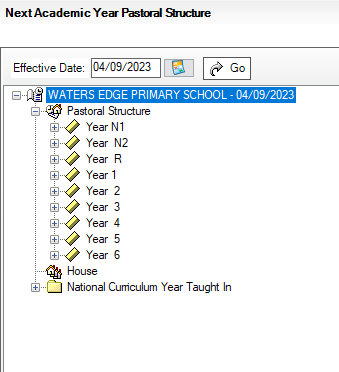 Next Academic Year Pastoral Structure
Effective Date: 04/09/2023 Go
WATERS EDGE PRIMARY SCHOOL - 04/09/2023
Pastoral Structure
Year N1
Year N2
Year R
Year 1
Year 2
Year 3
Year 4
Year 5
Year 6
House
National Curriculum Year Taught In